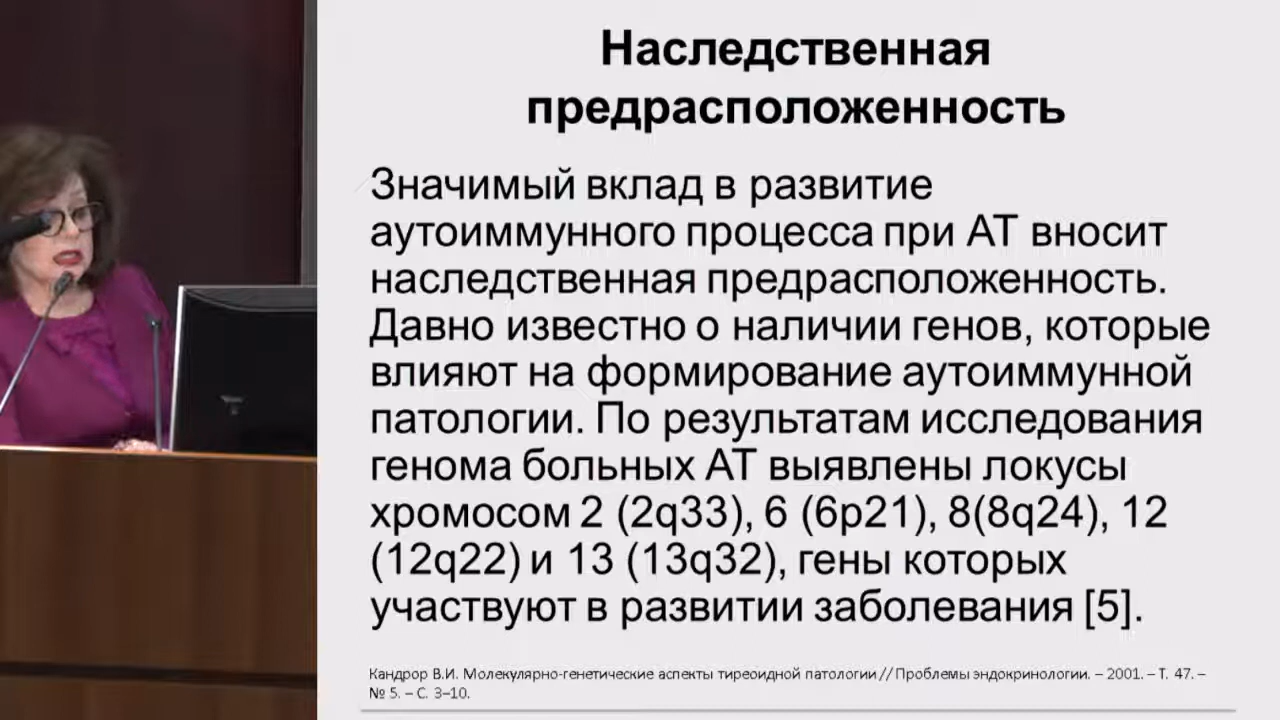 Наследственная
предрасположенность
Значимый вклад в развитие
аутоиммунного процесса при АТ вносит
наследственная предрасположенность.
Давно известно о наличии генов, которые
влияют на формирование аутоиммунной
патологии. По результатам исследования
генома больных АТ выявлены локусы
хромосом 2 (2q33), 6 (6p21), 8(8q24), 12
(12q22) и 13 (13q32), гены которых
участвуют в развитии заболевания [5].
Кандрор В.И. Молекулярно-генетические аспекты тиреоидной патологии // Проблемы эндокринологии. – 2001. – Т. 47. –
№ 5. – С. 3–10.